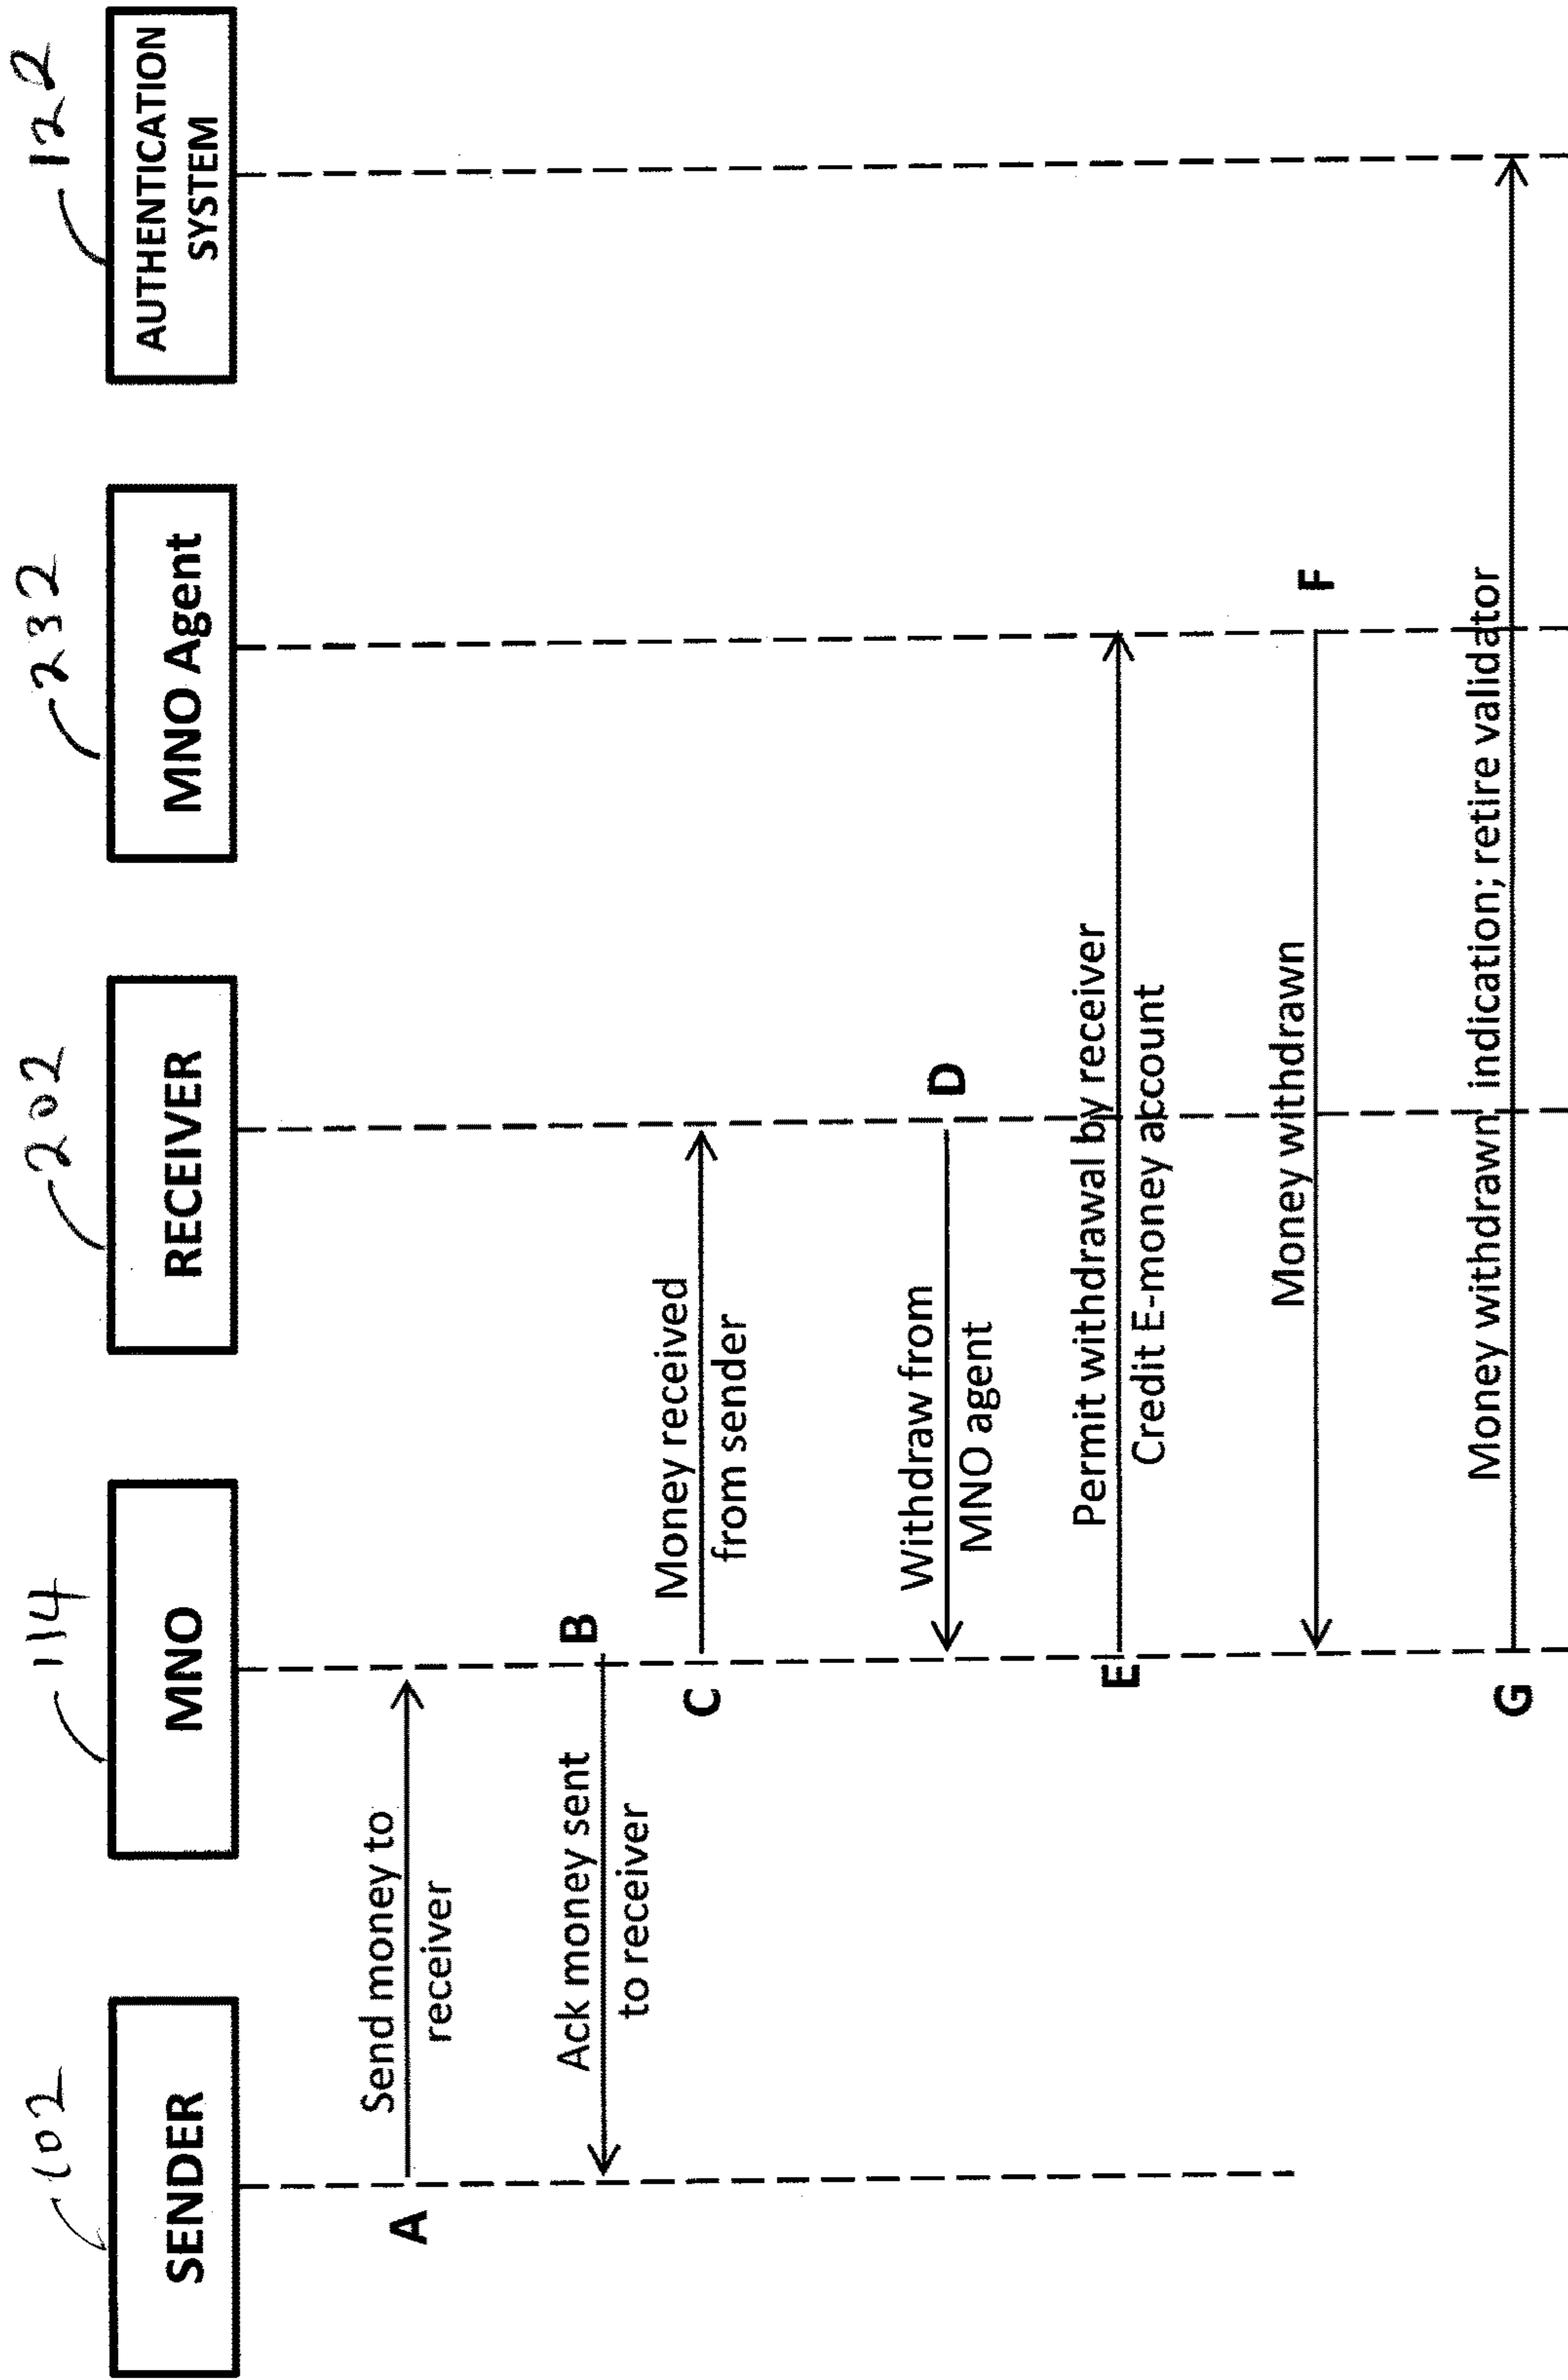 102
114
202
232
122
SENDER
MNO
RECEIVER
MNO Agent
AUTHENTICATION
SYSTEM
A
Send money to
receiver
B
Ack money sent
to receiver
C
Money received
from sender
D
Withdraw from
MNO agent
E
Permit withdrawal by receiver
Credit E-money account
F
Money withdrawn
G
Money withdrawn indication; retire validator